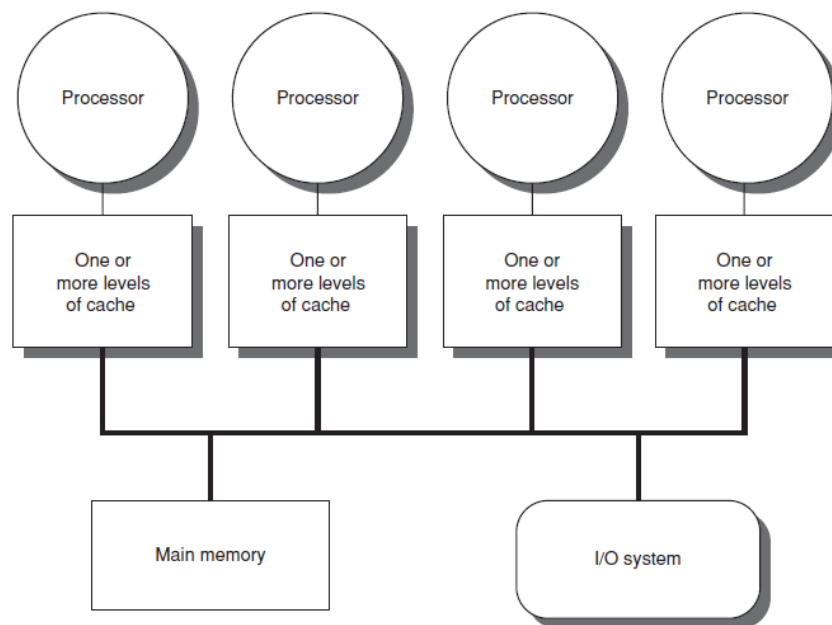 Processor
Processor
Processor
Processor
One or
more levels
of cache
One or
more levels
of cache
One or
more levels
of cache
One or
more levels
of cache
Main memory
I/O system